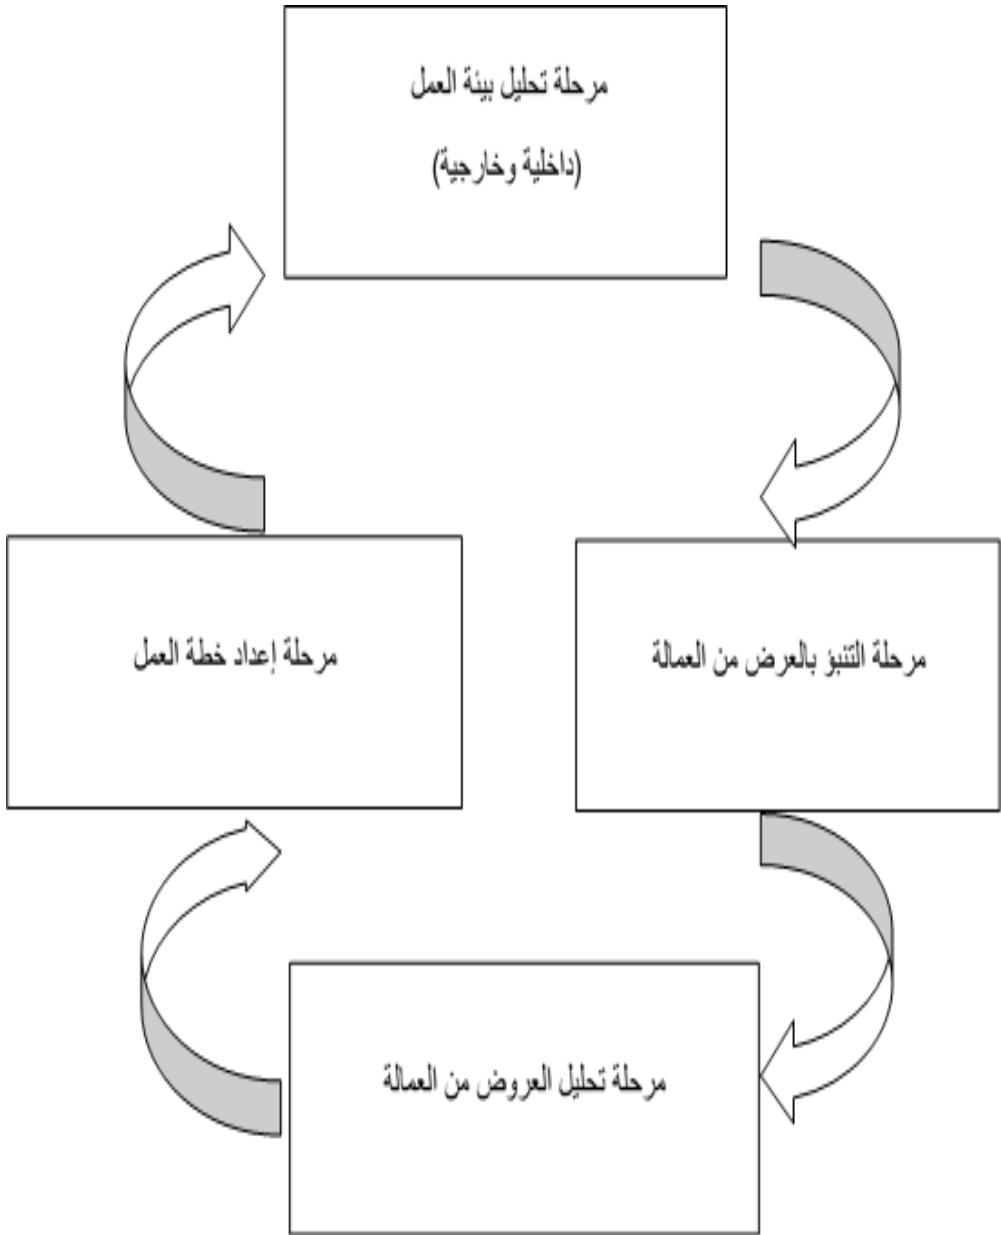 مرحلة تحليل بيئة العمل
(داخلية وخارجية)
مرحلة التنبؤ بالعرض من العمالة
مرحلة تحليل العروض من العمالة
مرحلة إعداد خطة العمل